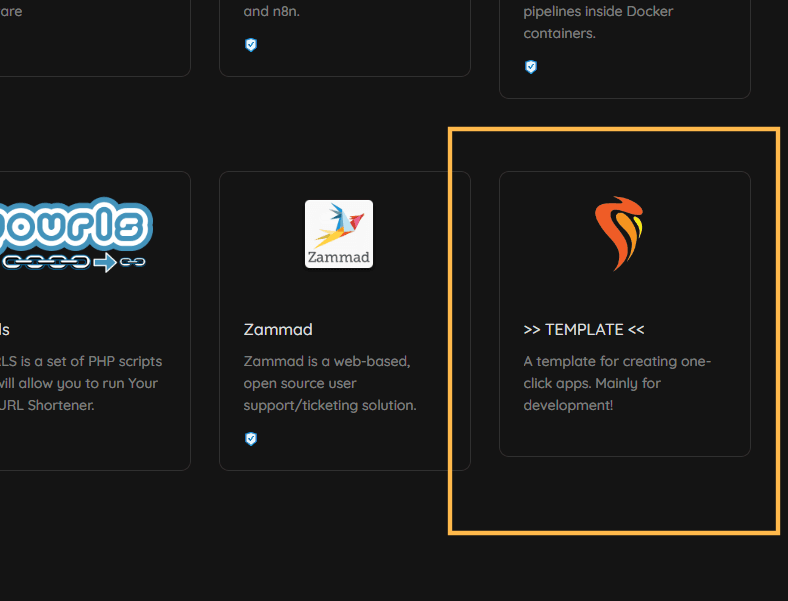 are
and n8n.
pipelines inside Docker
containers.
yourls
Zammad
ls
LS is a set of PHP scripts
will allow you to run Your
URL Shortener.
Zammad
Zammad is a web-based,
open source user
support/ticketing solution.
>> TEMPLATE <<
A template for creating one-
click apps. Mainly for
development!